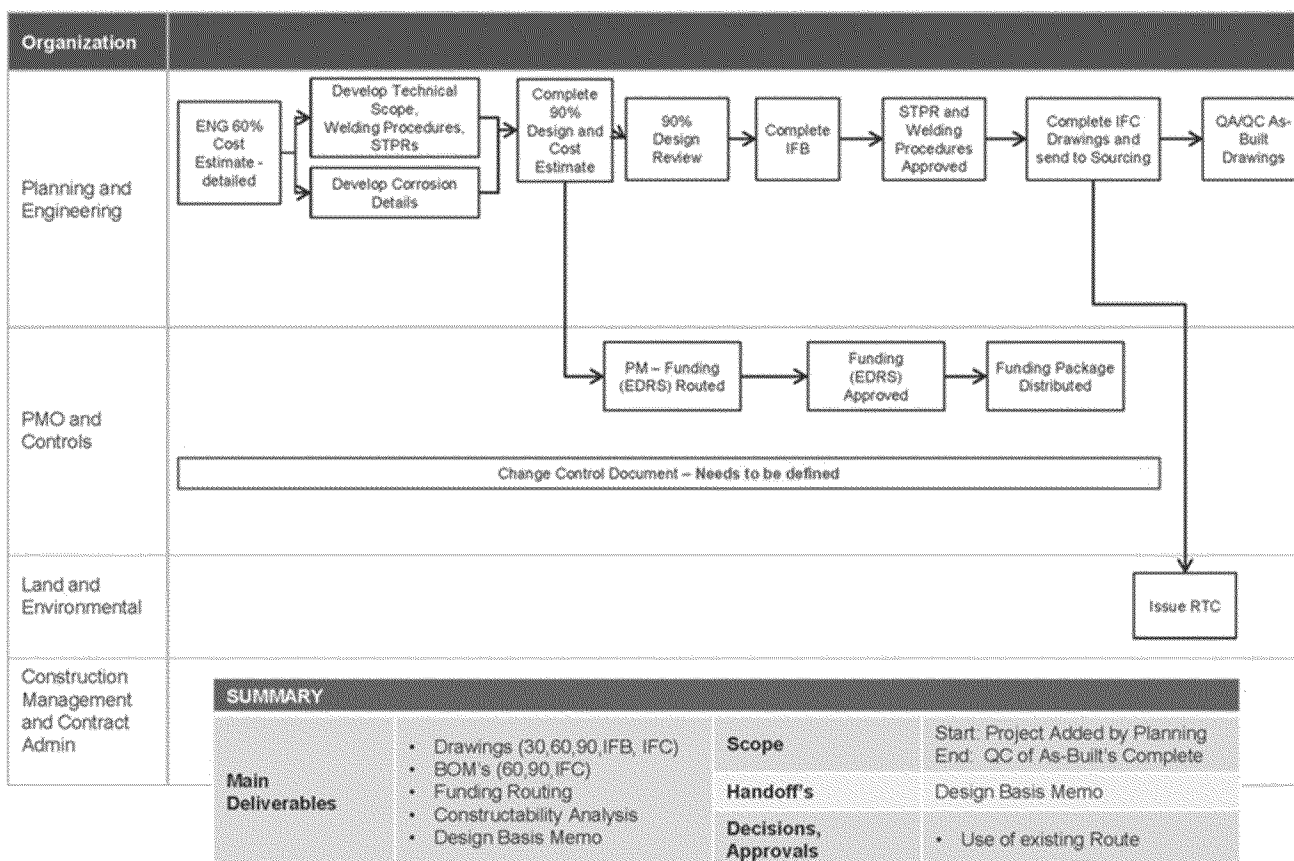 Organization
ENG 60%
Cost
Estimate -
detailed
Develop Technical
Scope,
Welding Procedures,
STPRs
Develop Corrosion
Details
Complete
90%
Design and
Cost
Estimate
90%
Design
Review
Complete
IFB
STPR and
Welding
Procedures
Approved
Complete IFC
Drawings and
send to Sourcing
QA/QC As-
Built
Drawings
Planning and
Engineering
PM – Funding
(EDRS) Routed
Funding
(EDRS)
Approved
Funding Package
Distributed
PMO and
Controls
Change Control Document – Needs to be defined
Land and
Environmental
Issue RTC
Construction
Management
and Contract
Admin
SUMMARY
Main
Deliverables
• Drawings (30,60,90,IFB, IFC)
• BOM's (60,90,IFC)
• Funding Routing
• Constructability Analysis
• Design Basis Memo
Scope
Start: Project Added by Planning
End: QC of As-Built's Complete
Handoff's
Design Basis Memo
Decisions,
Approvals
• Use of existing Route